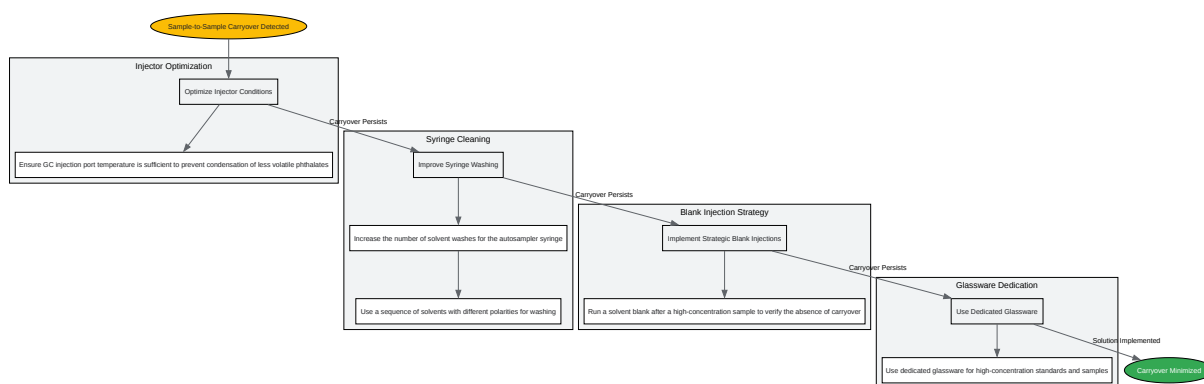 Sample-to-Sample Carryover Detected
Injector Optimization
Optimize Injector Conditions
Carryover Persists
Ensure GC injection port temperature is sufficient to prevent condensation of less volatile phthalates
Syringe Cleaning
Improve Syringe Washing
Carryover Persists
Increase the number of solvent washes for the autosampler syringe
Use a sequence of solvents with different polarities for washing
Blank Injection Strategy
Implement Strategic Blank Injections
Carryover Persists
Run a solvent blank after a high-concentration sample to verify the absence of carryover
Glassware Dedication
Use Dedicated Glassware
Solution Implemented
Use dedicated glassware for high-concentration standards and samples
Carryover Minimized